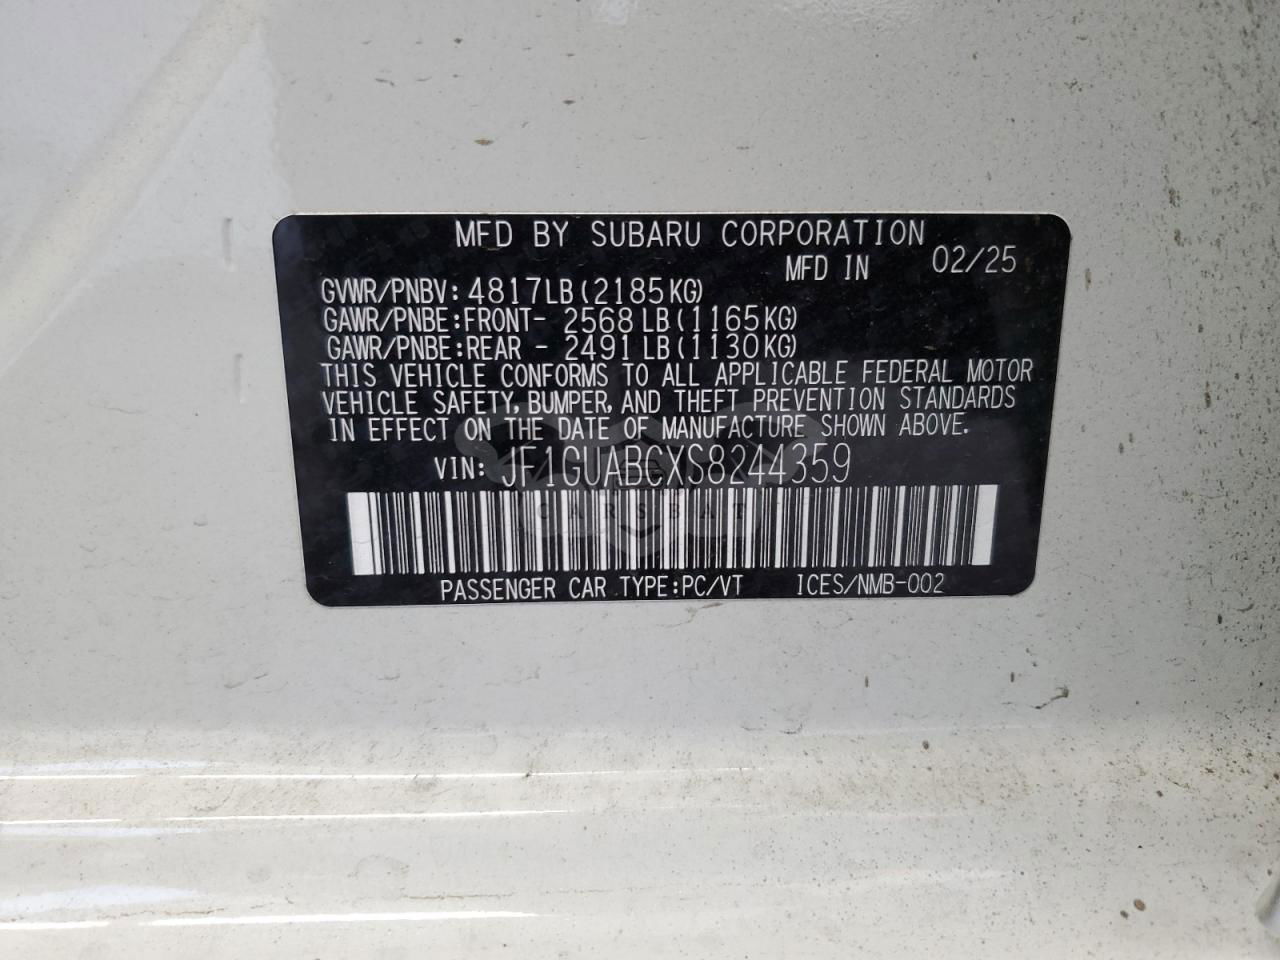 MFD BY SUBARU CORPORATION
MFD IN 02/25
GVWR/PNBV: 4817LB(2185KG)
GAWR/PNBE:FRONT- 2568 LB(1165KG)
GAWR/PNBE:REAR - 2491 LB(1130KG)
THIS VEHICLE CONFORMS TO ALL APPLICABLE FEDERAL MOTOR
VEHICLE SAFETY, BUMPER, AND THEFT PREVENTION STANDARDS
IN EFFECT ON THE DATE OF MANUFACTURE SHOWN ABOVE.
VIN: JF1GUABCXS8244359
CARSBAT
PASSENGER CAR TYPE:PC/VT ICES/NMB-002